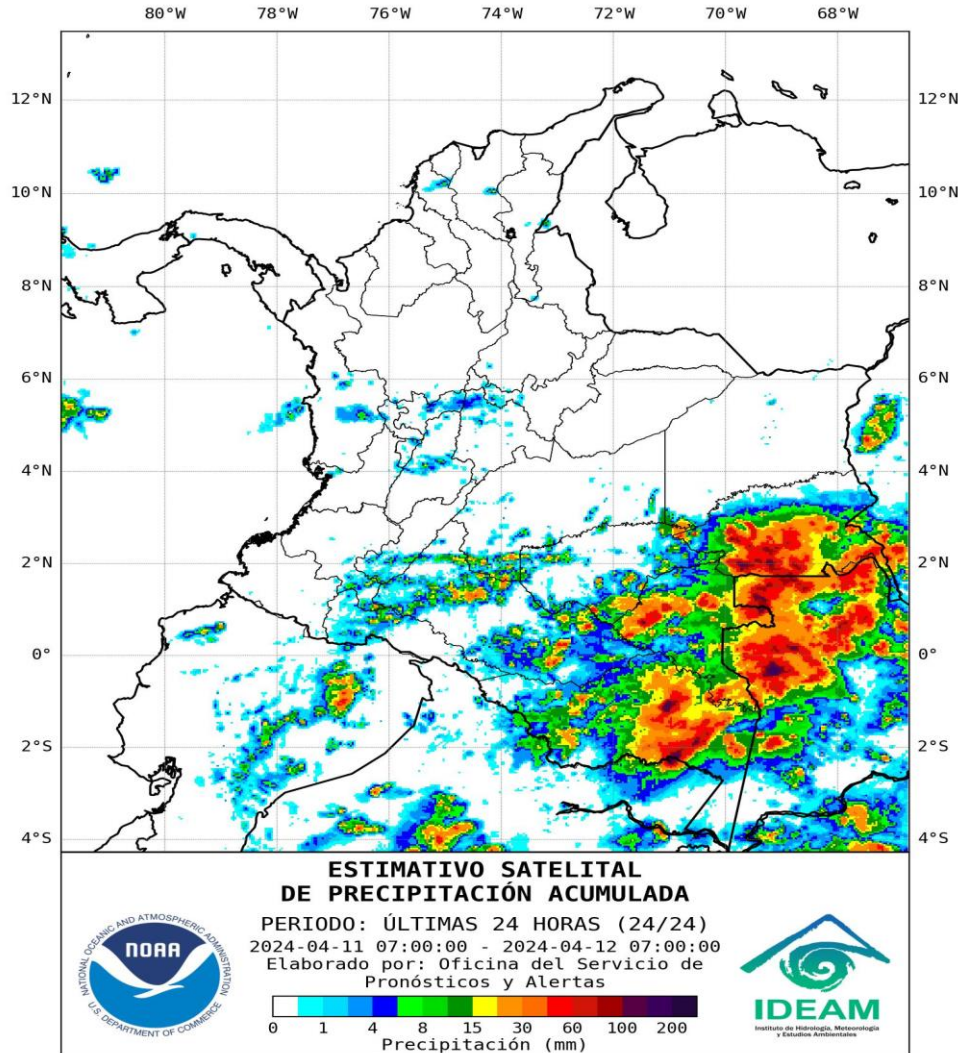 80°W 78°W 76°W 74°W 72°W 70°W 68°W
12°N 12°N
10°N 10°N
8°N 8°N
6°N 6°N
4°N 4°N
2°N 2°N
0° 0°
2°S 2°S
4°S 4°S
ESTIMATIVO SATELITAL
DE PRECIPITACIÓN ACUMULADA
PERIODO: ÚLTIMAS 24 HORAS (24/24)
2024-04-11 07:00:00 - 2024-04-12 07:00:00
Elaborado por: Oficina del Servicio de
Pronósticos y Alertas
NATIONAL OCEANIC AND ATMOSPHERIC ADMINISTRATION
NOAA
U.S. DEPARTMENT OF COMMERCE
IDEAM
Instituto de Hidrología, Meteorología
y Estudios Ambientales
0 1 4 8 15 30 60 100 200
Precipitación (mm)